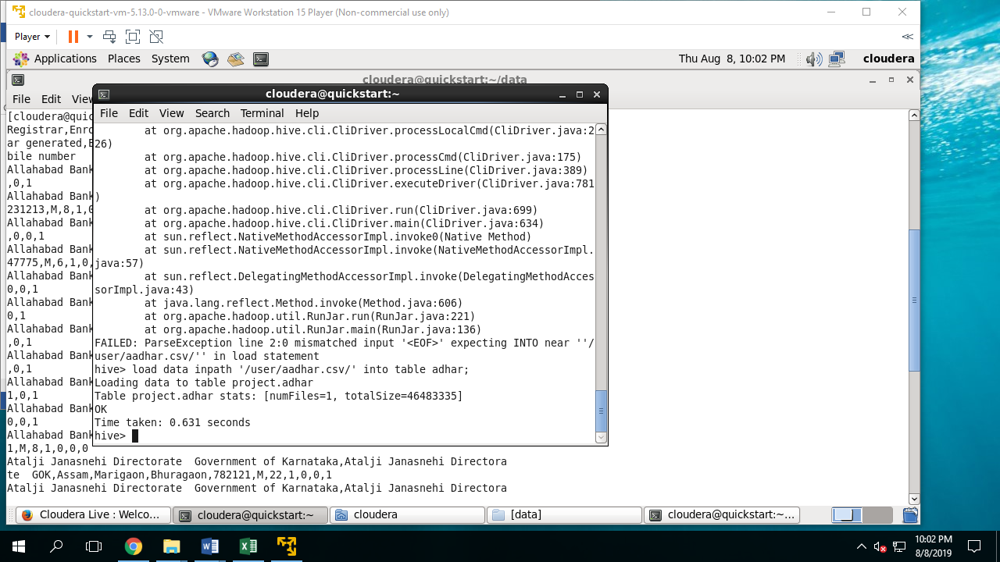 cloudera-quickstart-vm-5.13.0-0-vmware - VMware Workstation 15 Player (Non-commercial use only)
Player
Applications Places System Thu Aug 8, 10:02 PM cloudera
cloudera@quickstart:~/data
File Edit View
[cloudera@quic
Registrar,Enro
ar generated,E
bile number
Allahabad Bank
,0,1
Allahabad Bank
231213,M,8,1,0
Allahabad Bank
,0,0,1
Allahabad Bank
47775,M,6,1,0,
Allahabad Bank
0,0,1
Allahabad Bank
0,1
Allahabad Bank
,0,1
Allahabad Bank
,0,1
Allahabad Bank
1,0,1
Allahabad Bank
0,0,1
Allahabad Bank
1,M,8,1,0,0,0
Atalji Janasnehi Directorate  Government of Karnataka,Atalji Janasnehi Directora
te  GOK,Assam,Marigaon,Bhuragaon,782121,M,22,1,0,0,1
Atalji Janasnehi Directorate  Government of Karnataka,Atalji Janasnehi Directora
cloudera@quickstart:~
File Edit View Search Terminal Help
at org.apache.hadoop.hive.cli.CliDriver.processLocalCmd(CliDriver.java:2
26)
at org.apache.hadoop.hive.cli.CliDriver.processCmd(CliDriver.java:175)
at org.apache.hadoop.hive.cli.CliDriver.processLine(CliDriver.java:389)
at org.apache.hadoop.hive.cli.CliDriver.executeDriver(CliDriver.java:781
)
at org.apache.hadoop.hive.cli.CliDriver.run(CliDriver.java:699)
at org.apache.hadoop.hive.cli.CliDriver.main(CliDriver.java:634)
at sun.reflect.NativeMethodAccessorImpl.invoke0(Native Method)
at sun.reflect.NativeMethodAccessorImpl.invoke(NativeMethodAccessorImpl.
java:57)
at sun.reflect.DelegatingMethodAccessorImpl.invoke(DelegatingMethodAcces
sorImpl.java:43)
at java.lang.reflect.Method.invoke(Method.java:606)
at org.apache.hadoop.util.RunJar.run(RunJar.java:221)
at org.apache.hadoop.util.RunJar.main(RunJar.java:136)
FAILED: ParseException line 2:0 mismatched input '<EOF>' expecting INTO near ''/
user/aadhar.csv/'' in load statement
hive> load data inpath '/user/aadhar.csv/' into table adhar;
Loading data to table project.adhar
Table project.adhar stats: [numFiles=1, totalSize=46483335]
OK
Time taken: 0.631 seconds
hive>
Cloudera Live : Welco... cloudera@quickstart:~ cloudera [data] cloudera@quickstart:~...
10:02 PM
8/8/2019